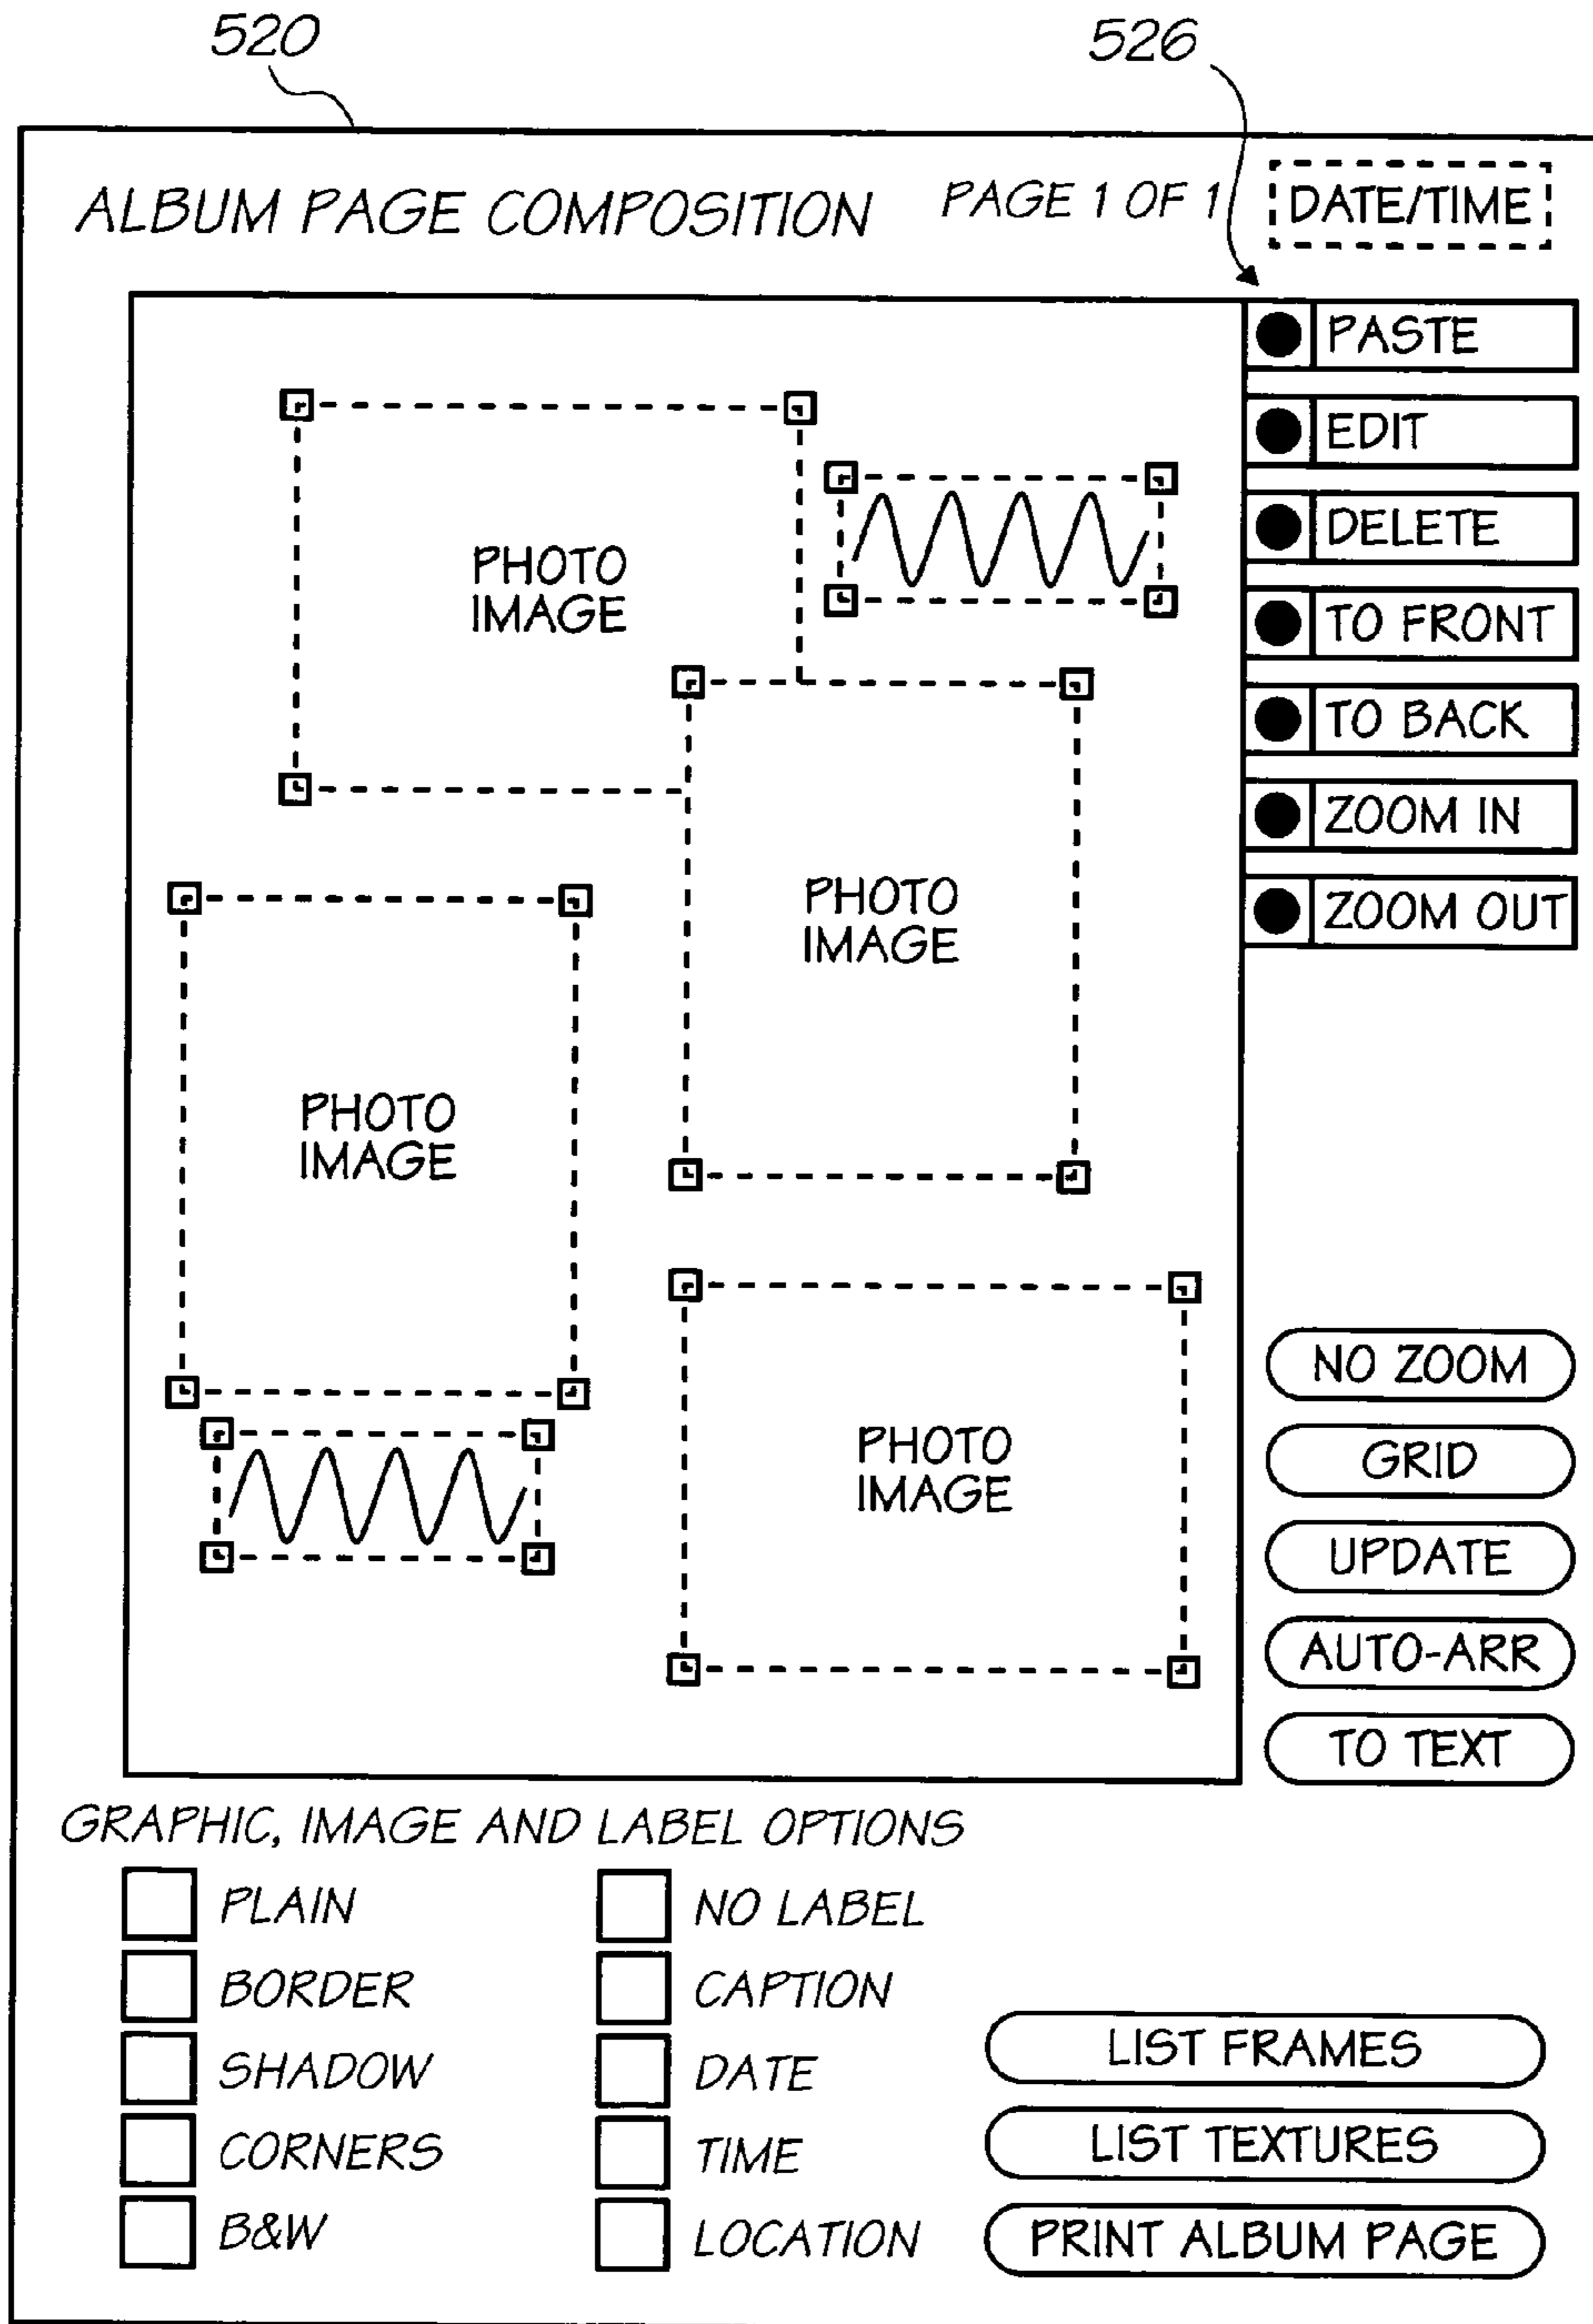 520
526
ALBUM PAGE COMPOSITION
PAGE 1 OF 1
DATE/TIME
PASTE
EDIT
DELETE
TO FRONT
TO BACK
ZOOM IN
ZOOM OUT
PHOTO
IMAGE
PHOTO
IMAGE
PHOTO
IMAGE
PHOTO
IMAGE
NO ZOOM
GRID
UPDATE
AUTO-ARR
TO TEXT
GRAPHIC, IMAGE AND LABEL OPTIONS
PLAIN
BORDER
SHADOW
CORNERS
B&W
NO LABEL
CAPTION
DATE
TIME
LOCATION
LIST FRAMES
LIST TEXTURES
PRINT ALBUM PAGE